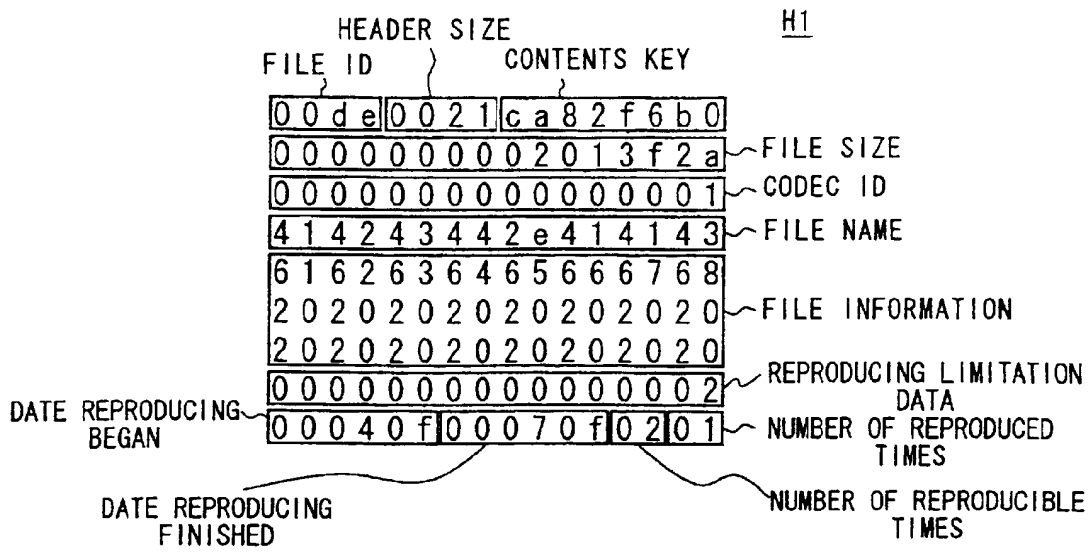 H1
HEADER SIZE
FILE ID
CONTENTS KEY
00de 0021 ca82f6b0
0000000002013f2a FILE SIZE
0000000000000001 CODEC ID
414243442e414143 FILE NAME
6162636465666768
2020202020202020 FILE INFORMATION
2020202020202020
0000000000000002 REPRODUCING LIMITATION
DATA
DATE REPRODUCING
BEGAN
00040f 00070f 02 01 NUMBER OF REPRODUCED
TIMES
DATE REPRODUCING
FINISHED
NUMBER OF REPRODUCIBLE
TIMES